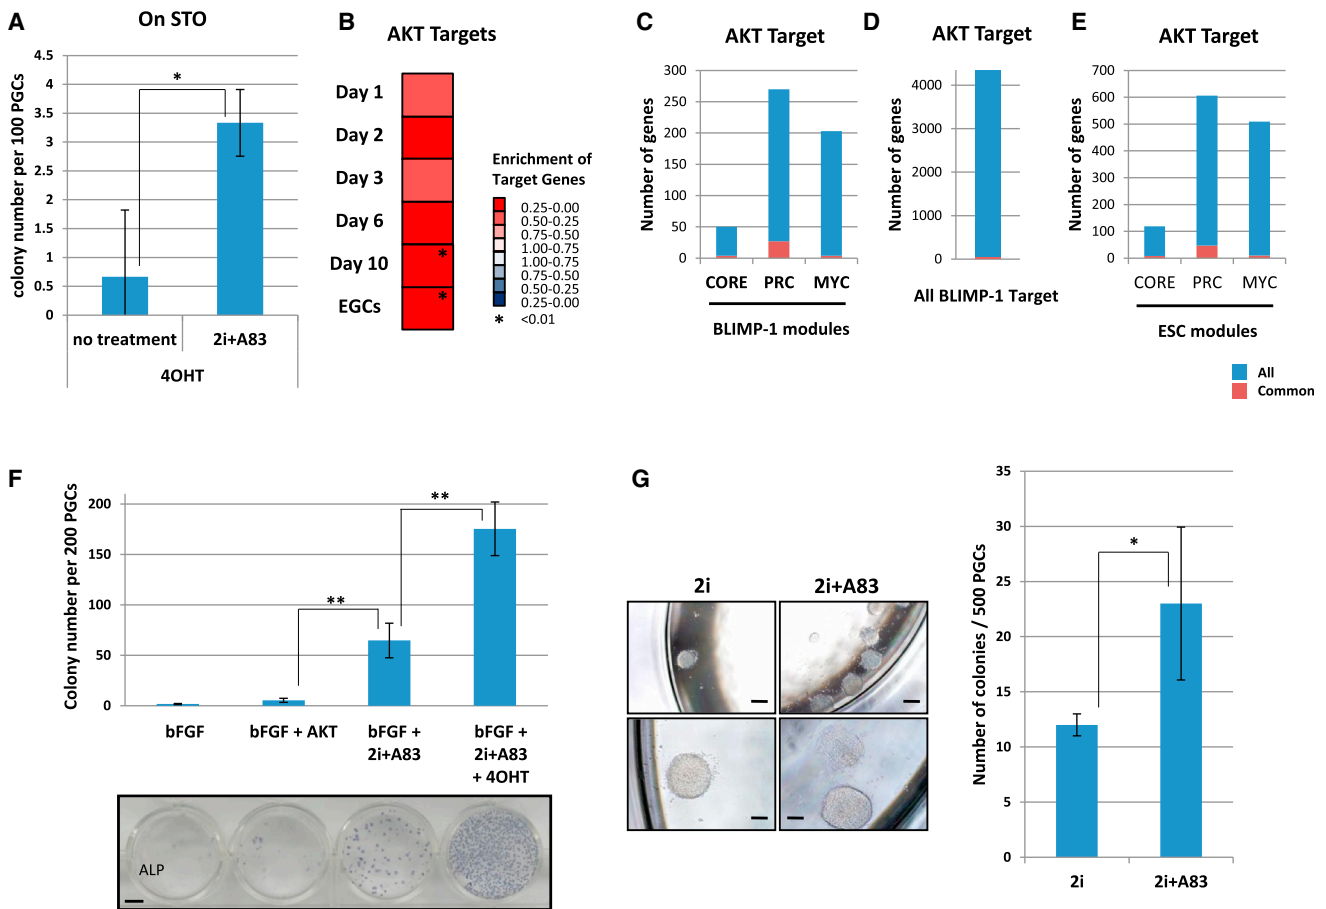 A
On STO
colony number per 100 PGCs
4.5
4
3.5
3
2.5
2
1.5
1
0.5
0
*
no treatment
2i+A83
4OHT
B
AKT Targets
Day 1
Day 2
Day 3
Day 6
Day 10
EGCs
*
*
Enrichment of
Target Genes
0.25-0.00
0.50-0.25
0.75-0.50
1.00-0.75
1.00-0.75
0.75-0.50
0.50-0.25
0.25-0.00
* <0.01
C
AKT Target
Number of genes
300
250
200
150
100
50
0
CORE PRC MYC
BLIMP-1 modules
D
AKT Target
Number of genes
4000
3000
2000
1000
0
All BLIMP-1 Target
E
AKT Target
Number of genes
700
600
500
400
300
200
100
0
CORE PRC MYC
ESC modules
All
Common
F
Colony number per 200 PGCs
200
150
100
50
0
**
**
bFGF
bFGF + AKT
bFGF +
2i+A83
bFGF +
2i+A83
+ 4OHT
ALP
G
2i
2i+A83
Number of colonies / 500 PGCs
35
30
25
20
15
10
5
0
*
2i
2i+A83